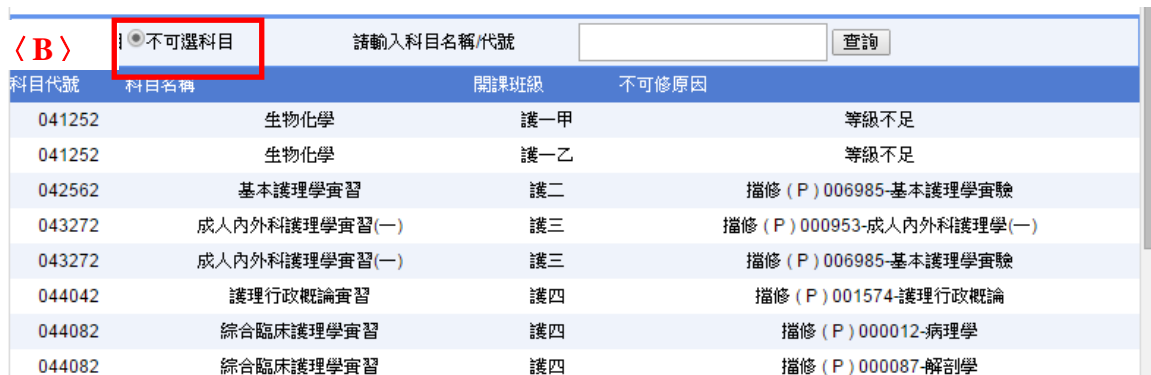 〈B〉 不可選科目 請輸入科目名稱/代號 查詢
科目代號 科目名稱 開課班級 不可修原因
041252 生物化學 護一甲 等級不足
041252 生物化學 護一乙 等級不足
042562 基本護理學實習 護二 擋修(P)006985-基本護理學實驗
043272 成人內外科護理學實習(一) 護三 擋修(P)000953-成人內外科護理學(一)
043272 成人內外科護理學實習(一) 護三 擋修(P)006985-基本護理學實驗
044042 護理行政概論實習 護四 擋修(P)001574-護理行政概論
044082 綜合臨床護理學實習 護四 擋修(P)000012-病理學
044082 綜合臨床護理學實習 護四 擋修(P)000087-解剖學